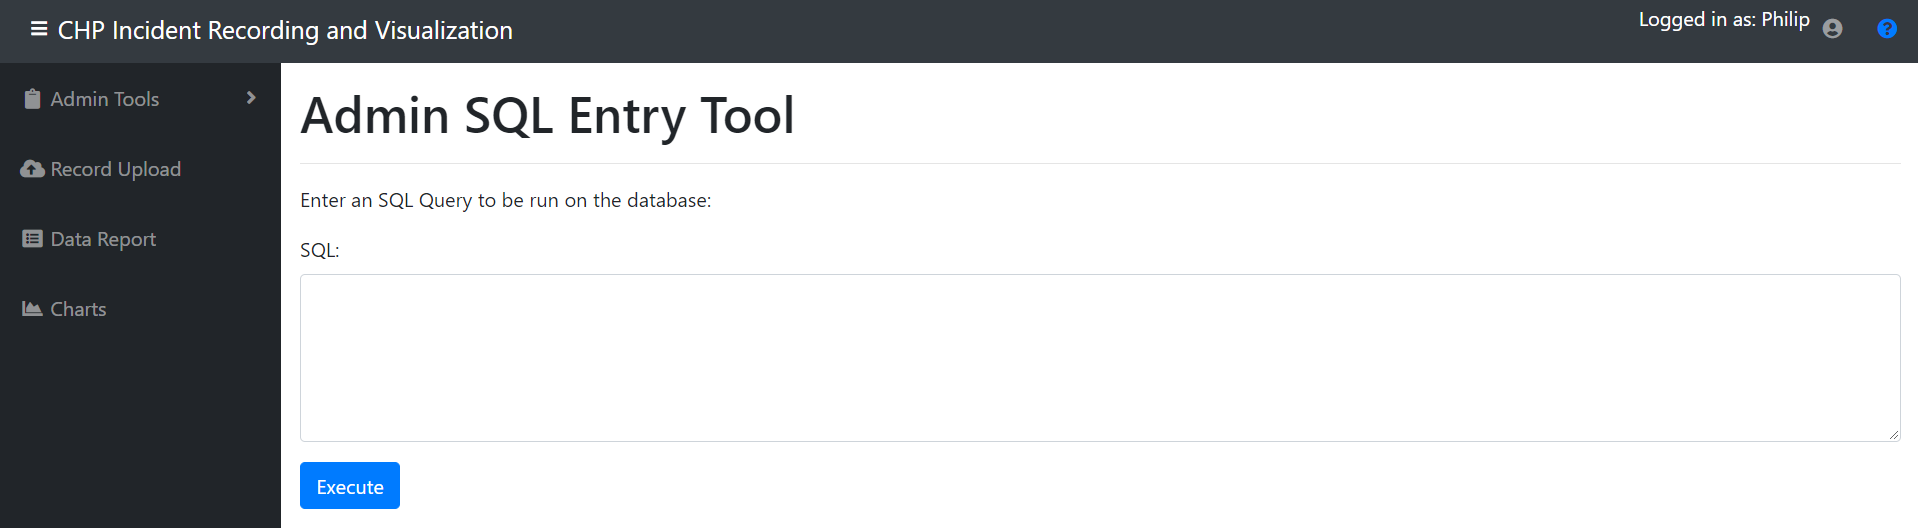 CHP Incident Recording and Visualization
Logged in as: Philip
Admin Tools
Record Upload
Data Report
Charts
Admin SQL Entry Tool
Enter an SQL Query to be run on the database:
SQL:
Execute